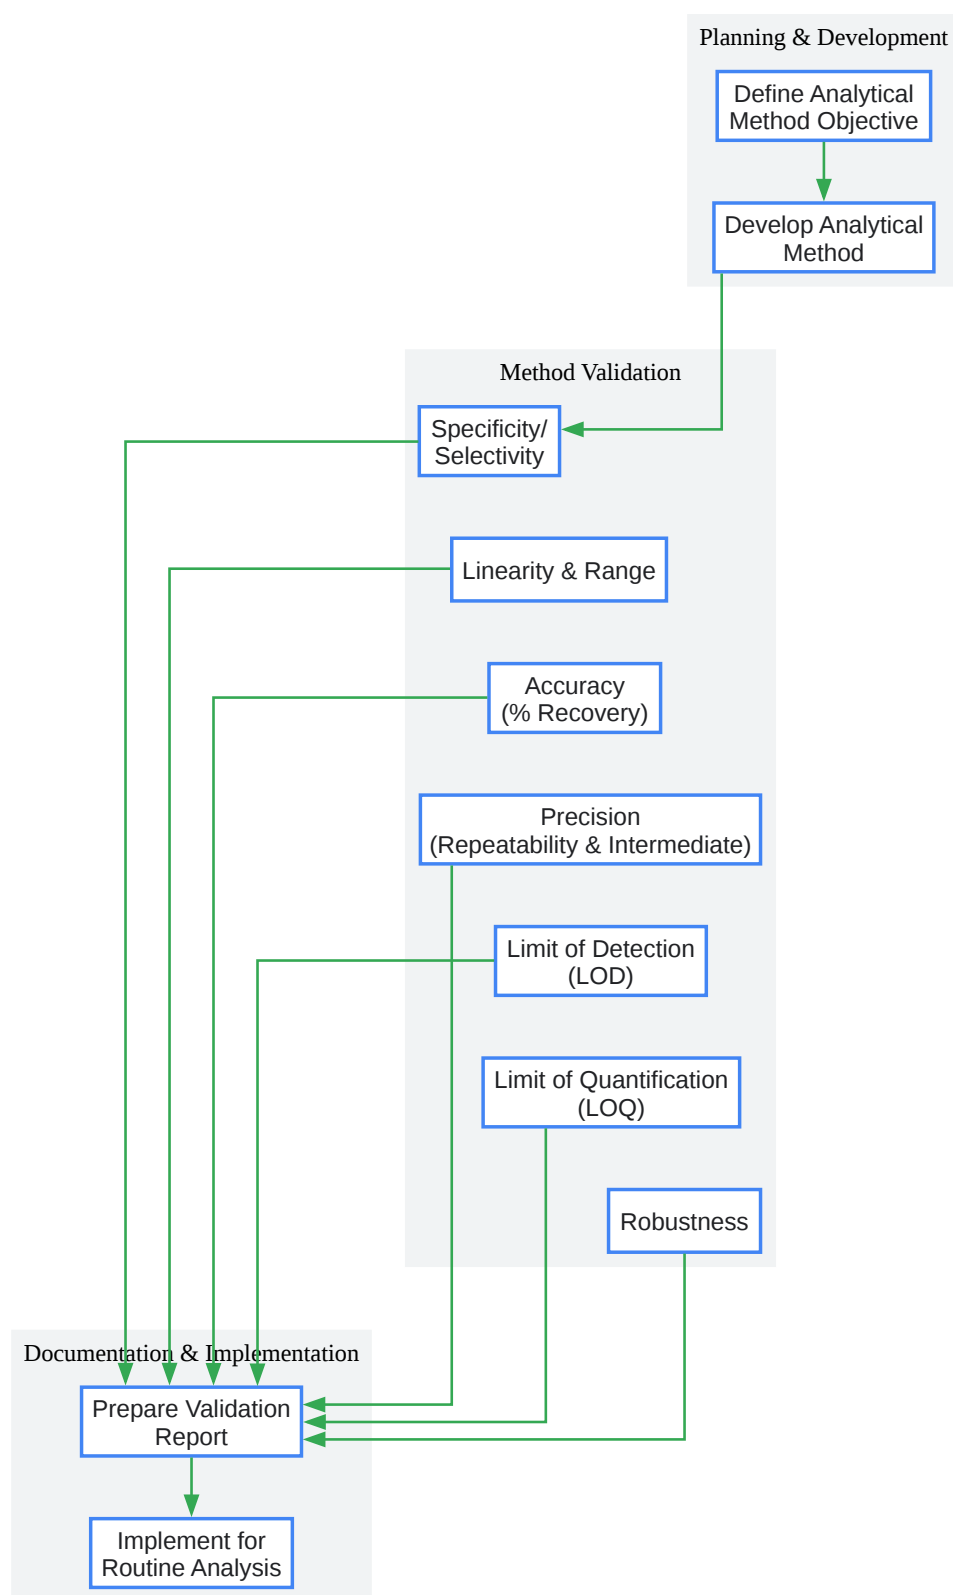 Planning & Development
Define Analytical
Method Objective
Develop Analytical
Method
Method Validation
Specificity/
Selectivity
Linearity & Range
Accuracy
(% Recovery)
Precision
(Repeatability & Intermediate)
Limit of Detection
(LOD)
Limit of Quantification
(LOQ)
Robustness
Documentation & Implementation
Prepare Validation
Report
Implement for
Routine Analysis